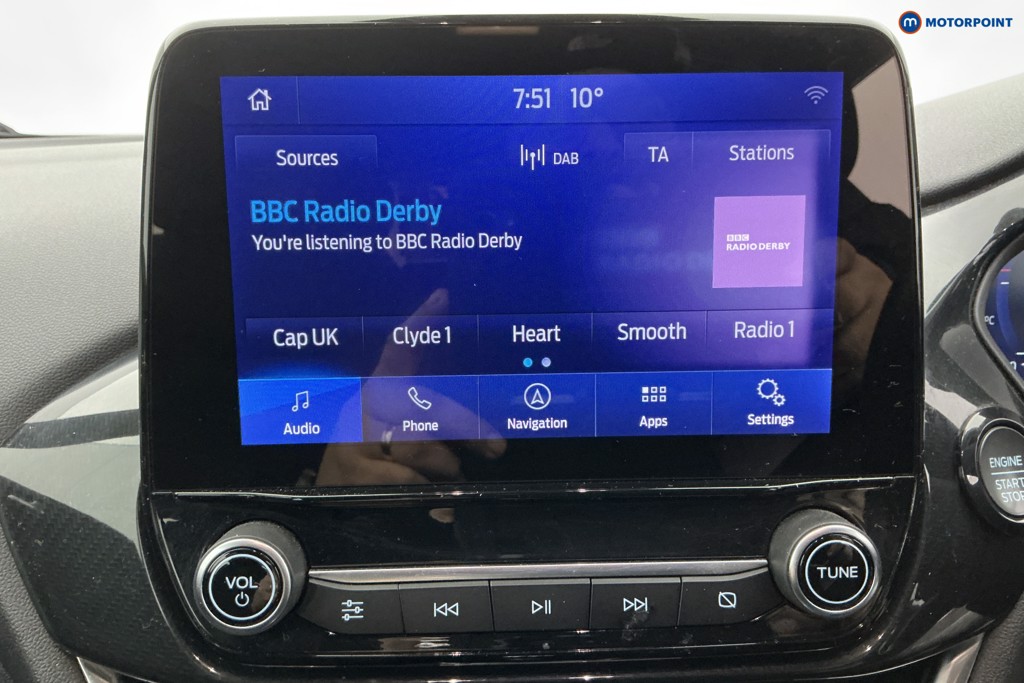 MOTORPOINT
7:51 10°
Sources DAB TA Stations
BBC Radio Derby
You're listening to BBC Radio Derby
BBC
RADIO DERBY
Cap UK Clyde 1 Heart Smooth Radio 1
Audio Phone Navigation Apps Settings
ENGINE
START
STOP
VOL
TUNE